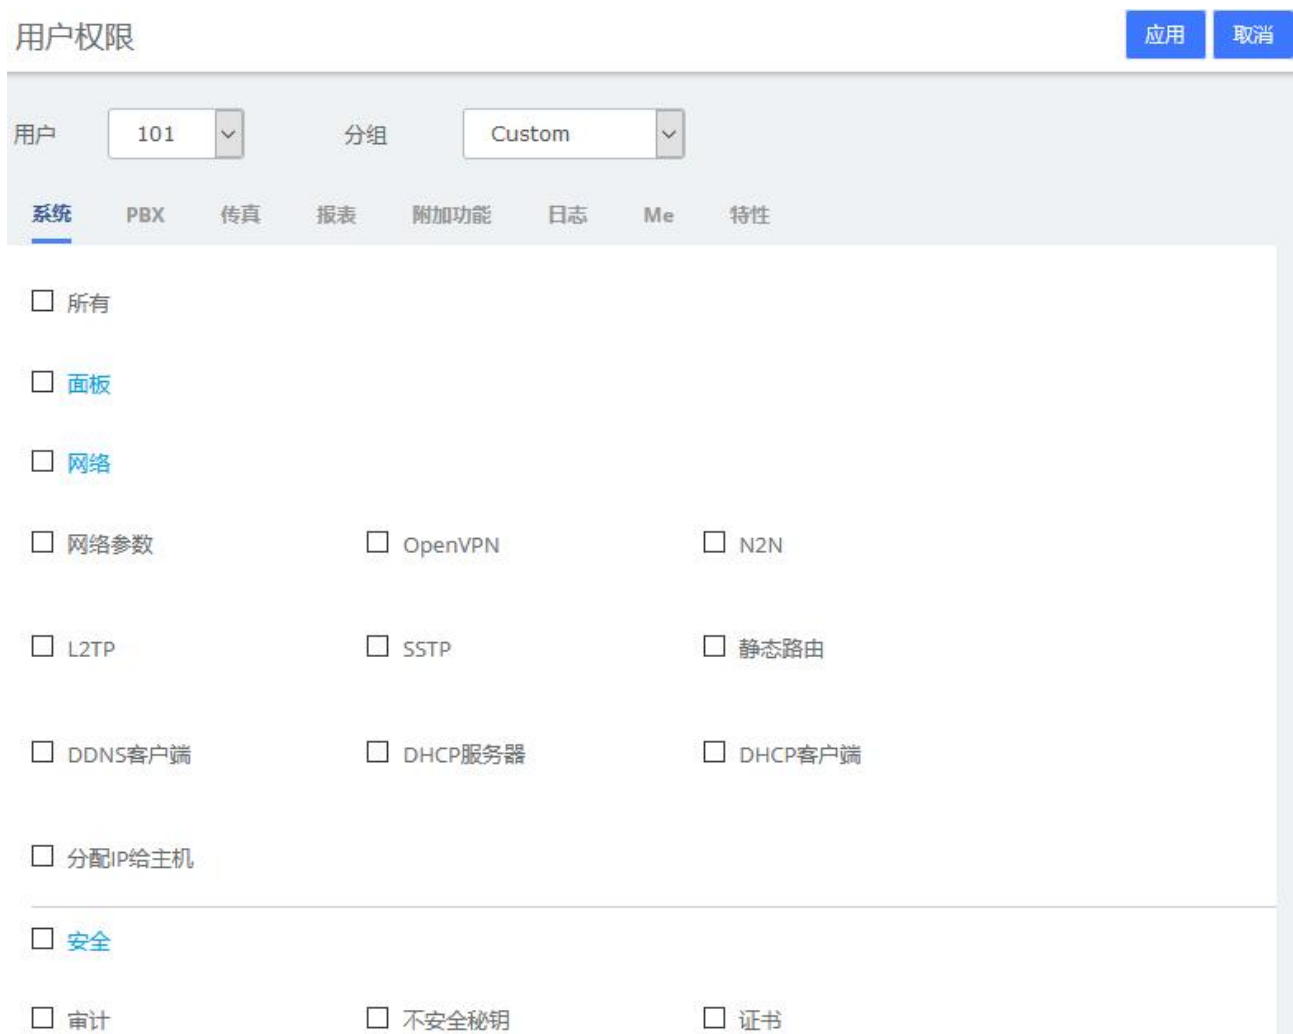 用户权限 应用 取消
用户 101 分组 Custom
系统 PBX 传真 报表 附加功能 日志 Me 特性
所有
面板
网络
网络参数 OpenVPN N2N
L2TP SSTP 静态路由
DDNS客户端 DHCP服务器 DHCP客户端
分配IP给主机
安全
审计 不安全秘钥 证书